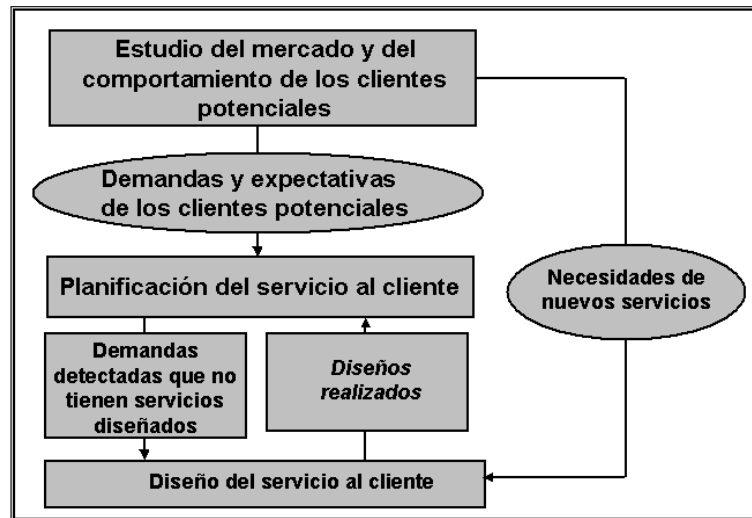 Estudio del mercado y del
comportamiento de los clientes
potenciales
Demandas y expectativas
de los clientes potenciales
Planificación del servicio al cliente
Necesidades de
nuevos servicios
Demandas
detectadas que no
tienen servicios
diseñados
Diseños
realizados
Diseño del servicio al cliente